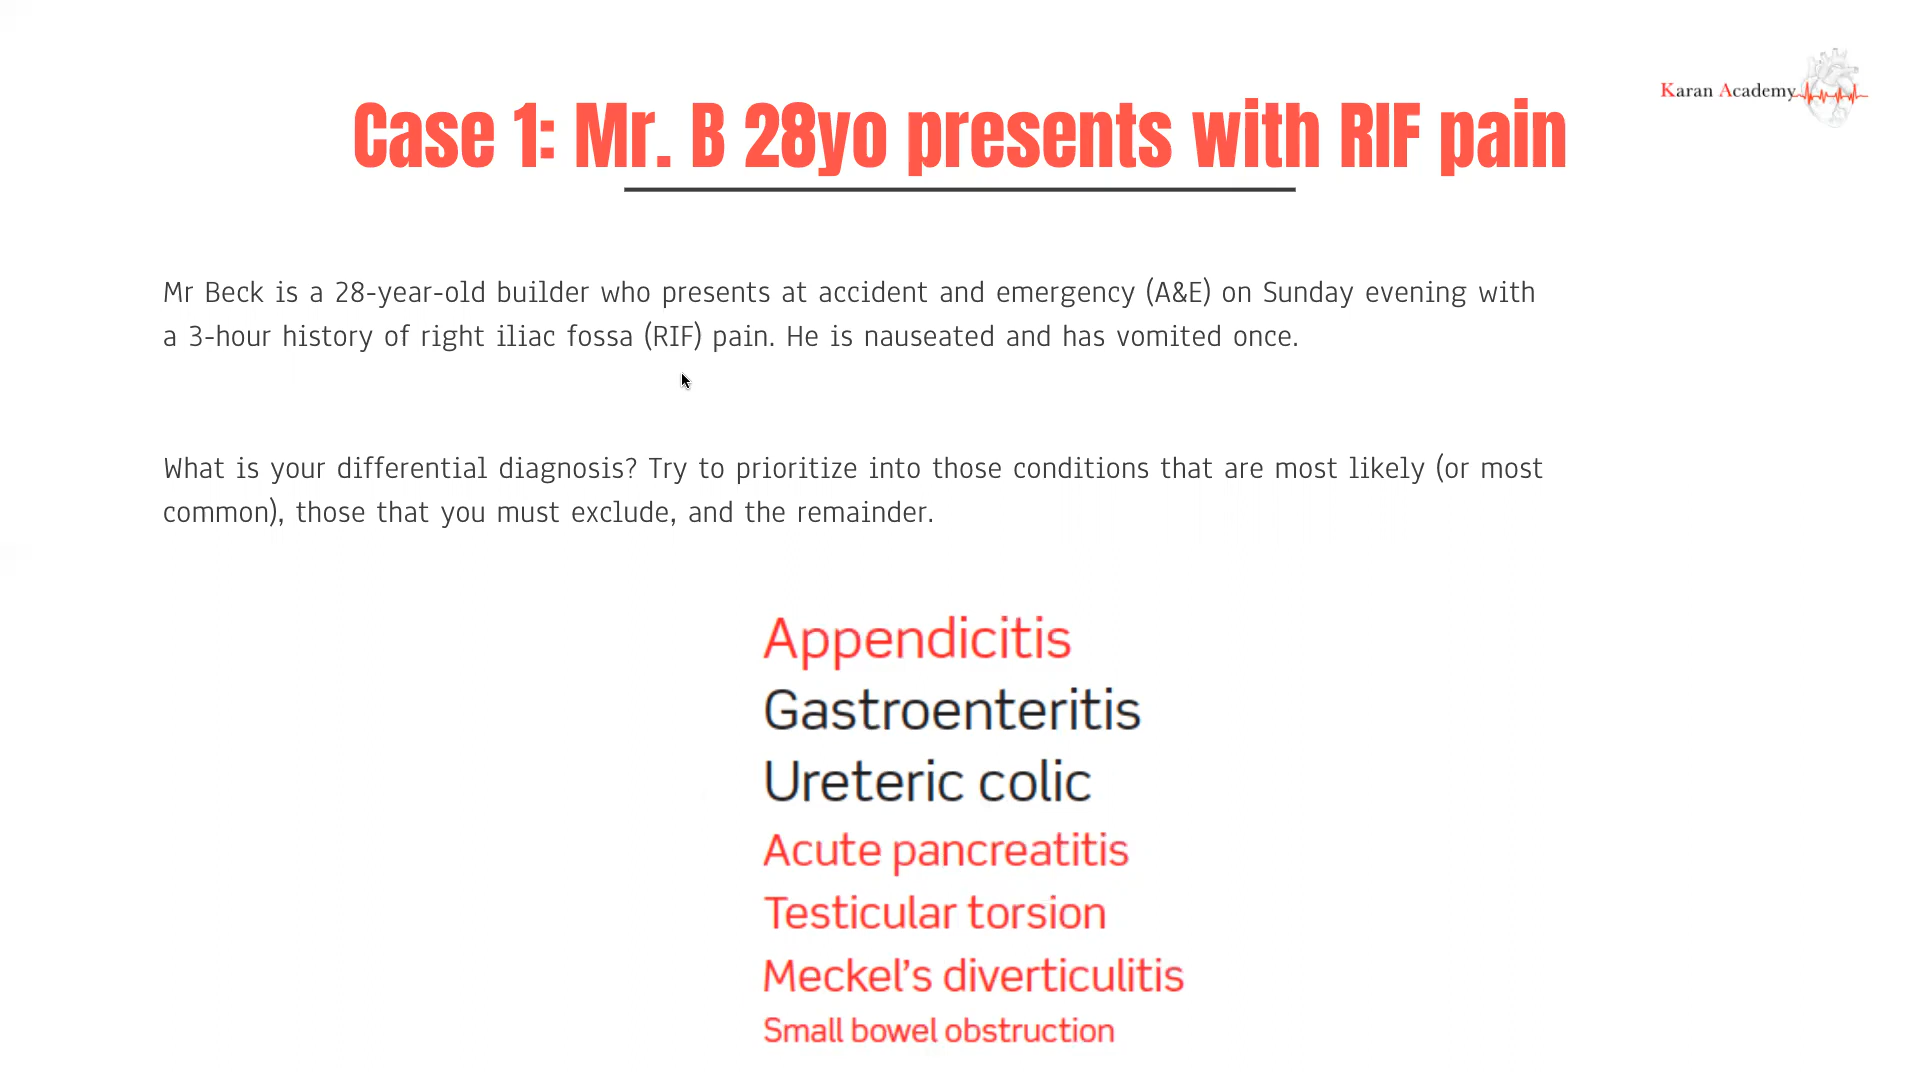 Karan Academy
Case 1: Mr. B 28yo presents with RIF pain
Mr Beck is a 28-year-old builder who presents at accident and emergency (A&E) on Sunday evening with
a 3-hour history of right iliac fossa (RIF) pain. He is nauseated and has vomited once.
What is your differential diagnosis? Try to prioritize into those conditions that are most likely (or most
common), those that you must exclude, and the remainder.
Appendicitis
Gastroenteritis
Ureteric colic
Acute pancreatitis
Testicular torsion
Meckel’s diverticulitis
Small bowel obstruction